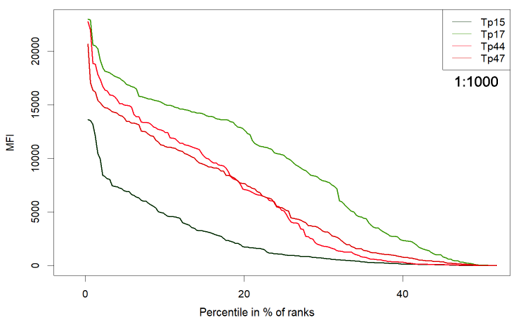 Tp15
Tp17
Tp44
Tp47
1:1000
20000
15000
10000
5000
0
MFI
0 20 40
Percentile in % of ranks